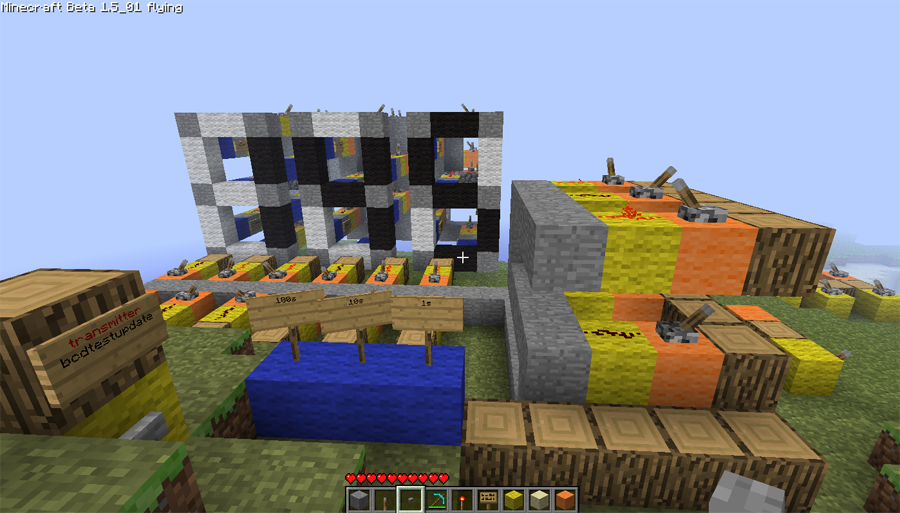 Minecraft Beta 1.5_01 flying
100s
10s
1s
transmitter
bcdtestupdate